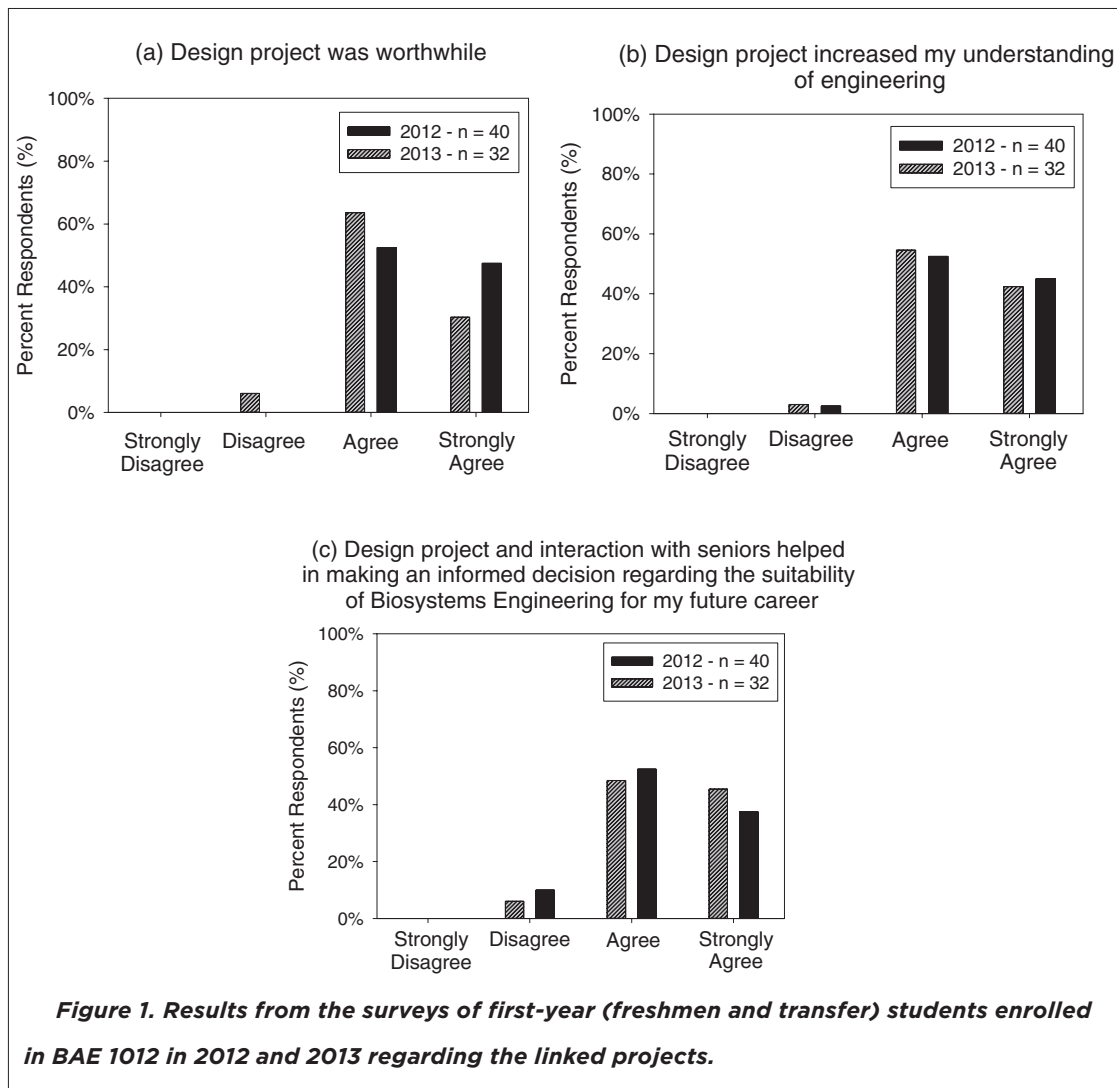 (a) Design project was worthwhile
Percent Respondents (%)
100%
80%
60%
40%
20%
0%
2012 - n = 40
2013 - n = 32
Strongly
Disagree
Disagree
Agree
Strongly
Agree
(b) Design project increased my understanding
of engineering
Percent Respondents (%)
100%
80%
60%
40%
20%
0%
2012 - n = 40
2013 - n = 32
Strongly
Disagree
Disagree
Agree
Strongly
Agree
(c) Design project and interaction with seniors helped
in making an informed decision regarding the suitability
of Biosystems Engineering for my future career
Percent Respondents (%)
100%
80%
60%
40%
20%
0%
2012 - n = 40
2013 - n = 32
Strongly
Disagree
Disagree
Agree
Strongly
Agree
Figure 1. Results from the surveys of first-year (freshmen and transfer) students enrolled
in BAE 1012 in 2012 and 2013 regarding the linked projects.